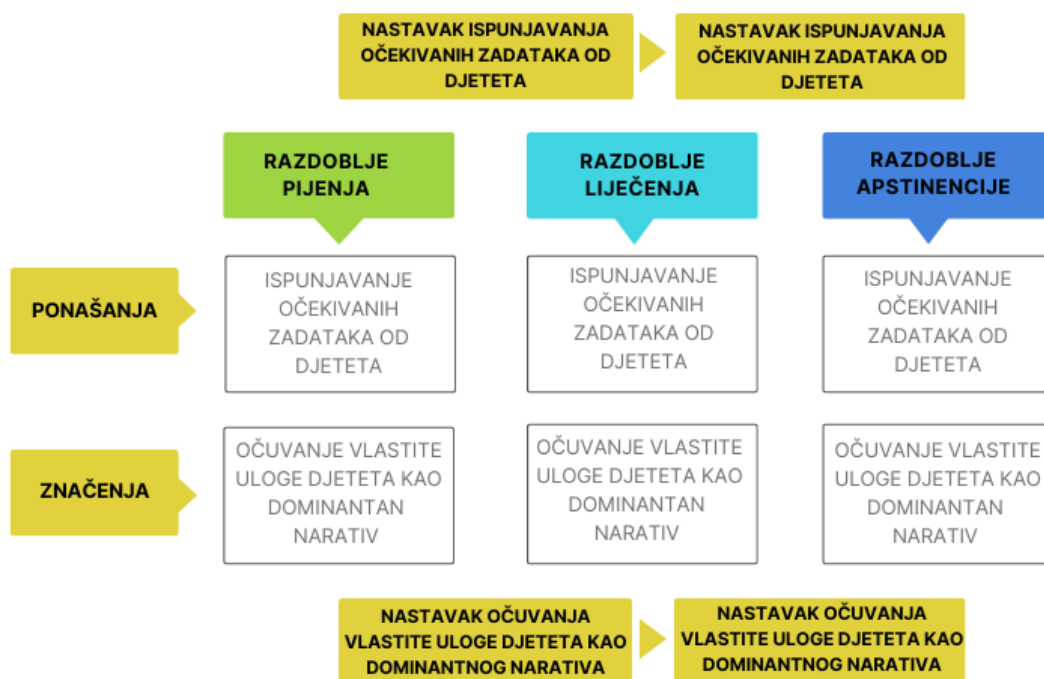 NASTAVAK ISPUNJAVANJA
OČEKIVANIH ZADATAKA OD
DJETETA
NASTAVAK ISPUNJAVANJA
OČEKIVANIH ZADATAKA OD
DJETETA
RAZDOBLJE
PIJENJA
RAZDOBLJE
LIJEČENJA
RAZDOBLJE
APSTINENCIJE
PONAŠANJA
ISPUNJAVANJE
OČEKIVANIH
ZADATAKA OD
DJETETA
ISPUNJAVANJE
OČEKIVANIH
ZADATAKA OD
DJETETA
ISPUNJAVANJE
OČEKIVANIH
ZADATAKA OD
DJETETA
ZNAČENJA
OČUVANJE VLASTITE
ULOGE DJETETA KAO
DOMINANTAN
NARATIV
OČUVANJE VLASTITE
ULOGE DJETETA KAO
DOMINANTAN
NARATIV
OČUVANJE VLASTITE
ULOGE DJETETA KAO
DOMINANTAN
NARATIV
NASTAVAK OČUVANJA
VLASTITE ULOGE DJETETA KAO
DOMINANTNOG NARATIVA
NASTAVAK OČUVANJA
VLASTITE ULOGE DJETETA KAO
DOMINANTNOG NARATIVA